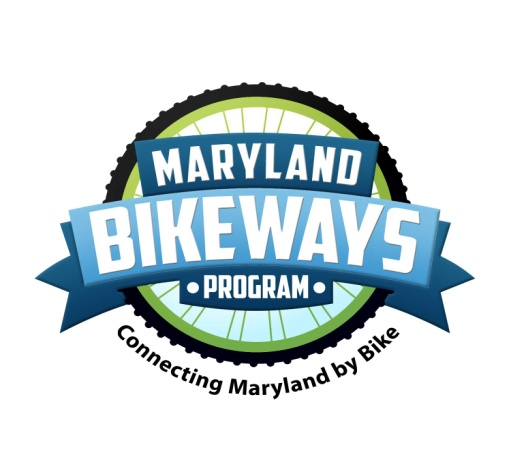 MARYLAND
BIKEWAYS
• PROGRAM •
Connecting Maryland by Bike